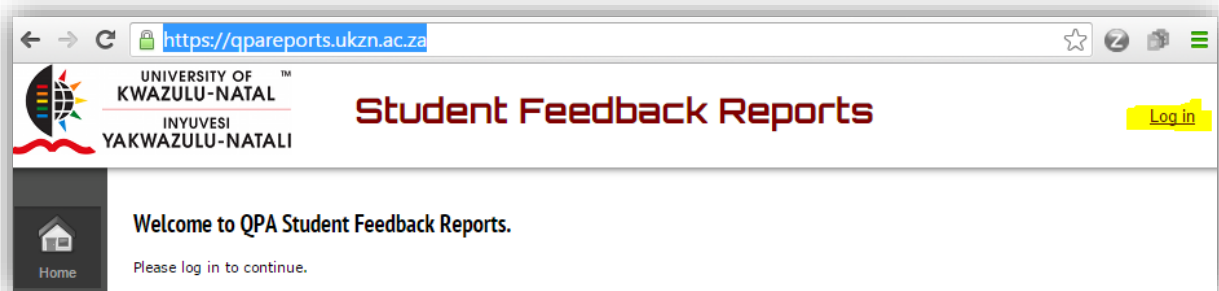 https://qpareports.ukzn.ac.za
UNIVERSITY OF ™
KWAZULU-NATAL
INYUVESI
YAKWAZULU-NATALI
Student Feedback Reports
Log in
Home
Welcome to QPA Student Feedback Reports.
Please log in to continue.